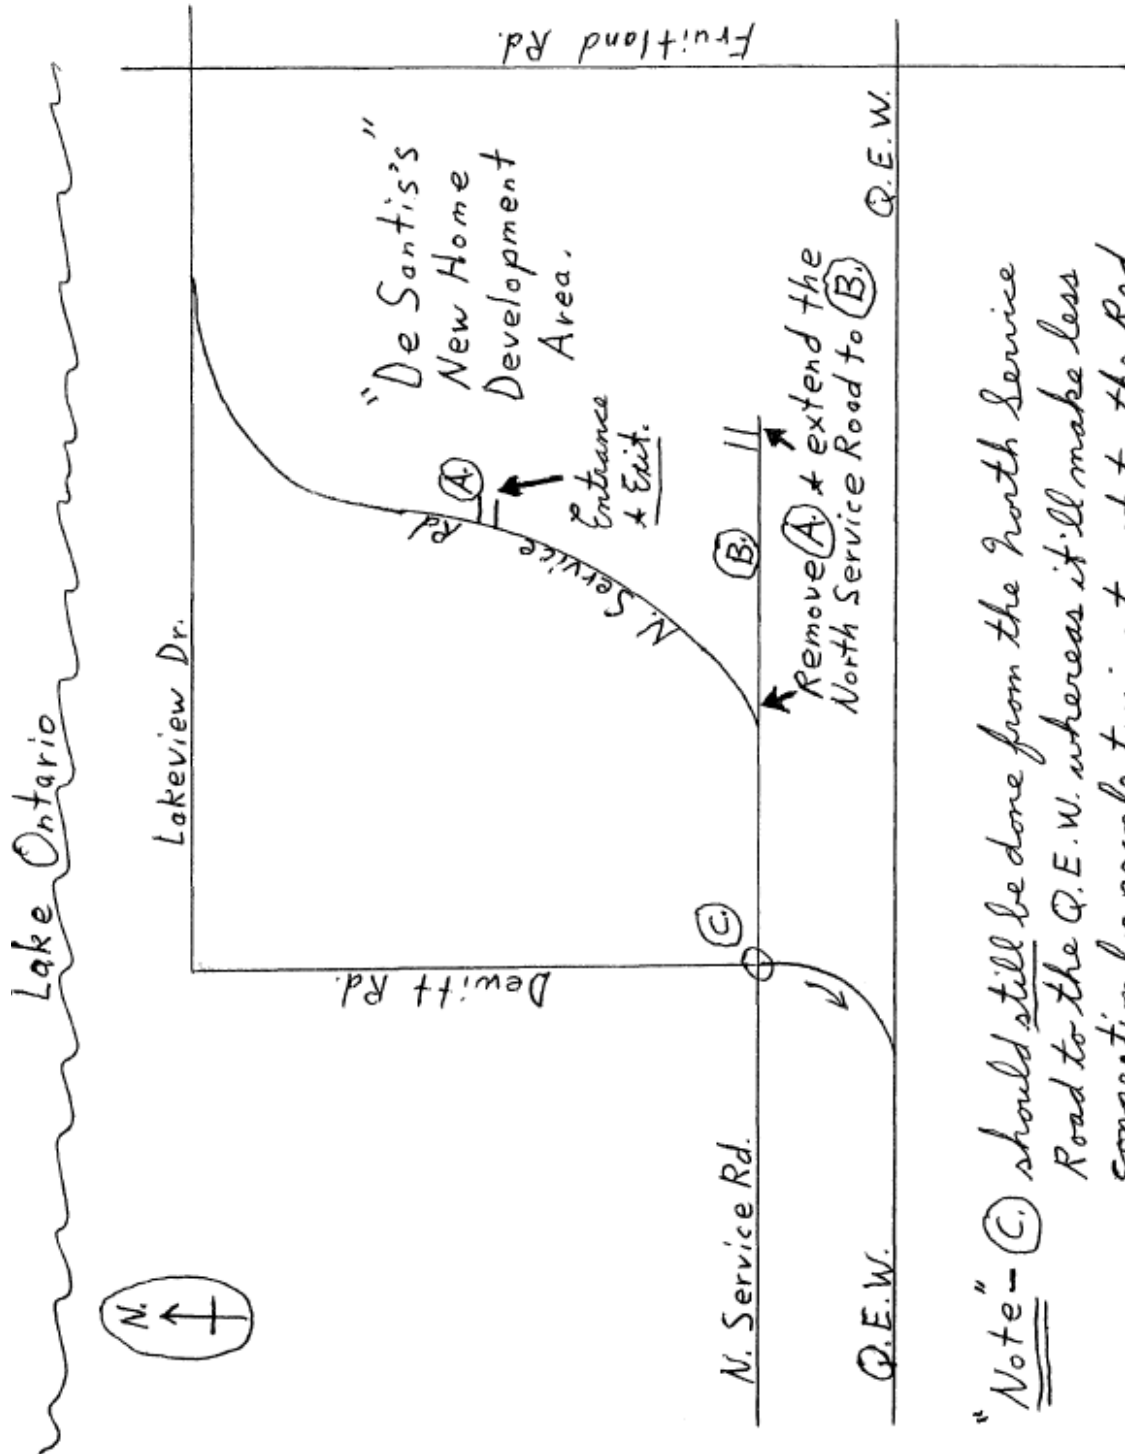 Lake Ontario
N.
Lakeview Dr.
Fruitland Rd.
"De Santis's"
New Home
Development
Area.
A.
Entrance
+ Exit.
N. Service Rd
Dewitt Rd.
C.
B.
Remove A. + extend the
North Service Road to B.
N. Service Rd.
Q.E.W.
Q.E.W.
"Note" - C. should still be done from the North Service
Road to the Q.E.W. whereas it'll make less